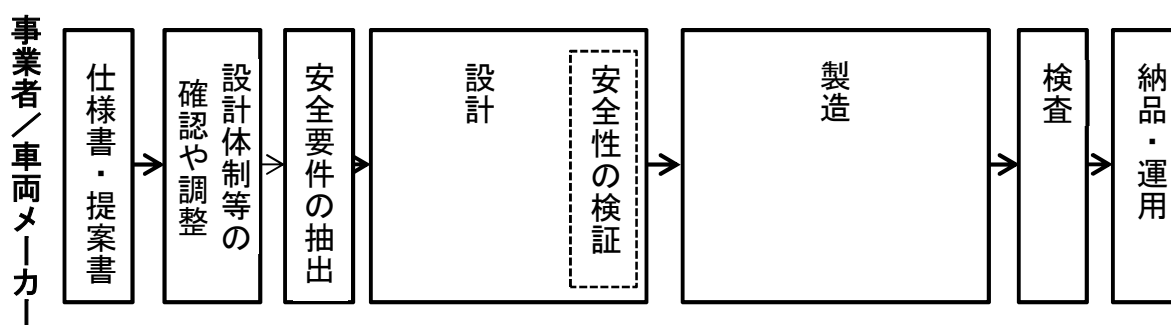 事業者／車両メーカー
仕様書・提案書
設計体制等の
確認や調整
安全要件の抽出
設計
安全性の検証
製造
検査
納品・運用